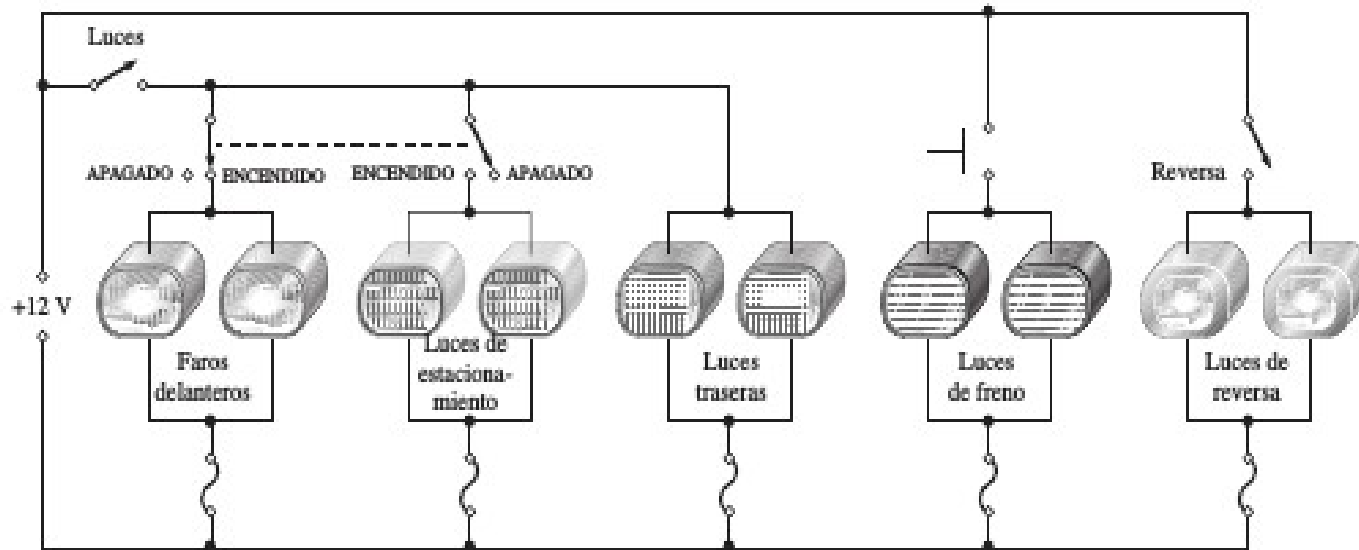 Luces
APAGADO
ENCENDIDO
ENCENDIDO
APAGADO
Reversa
+12 V
Faros
delanteros
Luces de
estaciona-
miento
Luces
traseras
Luces
de freno
Luces de
reversa